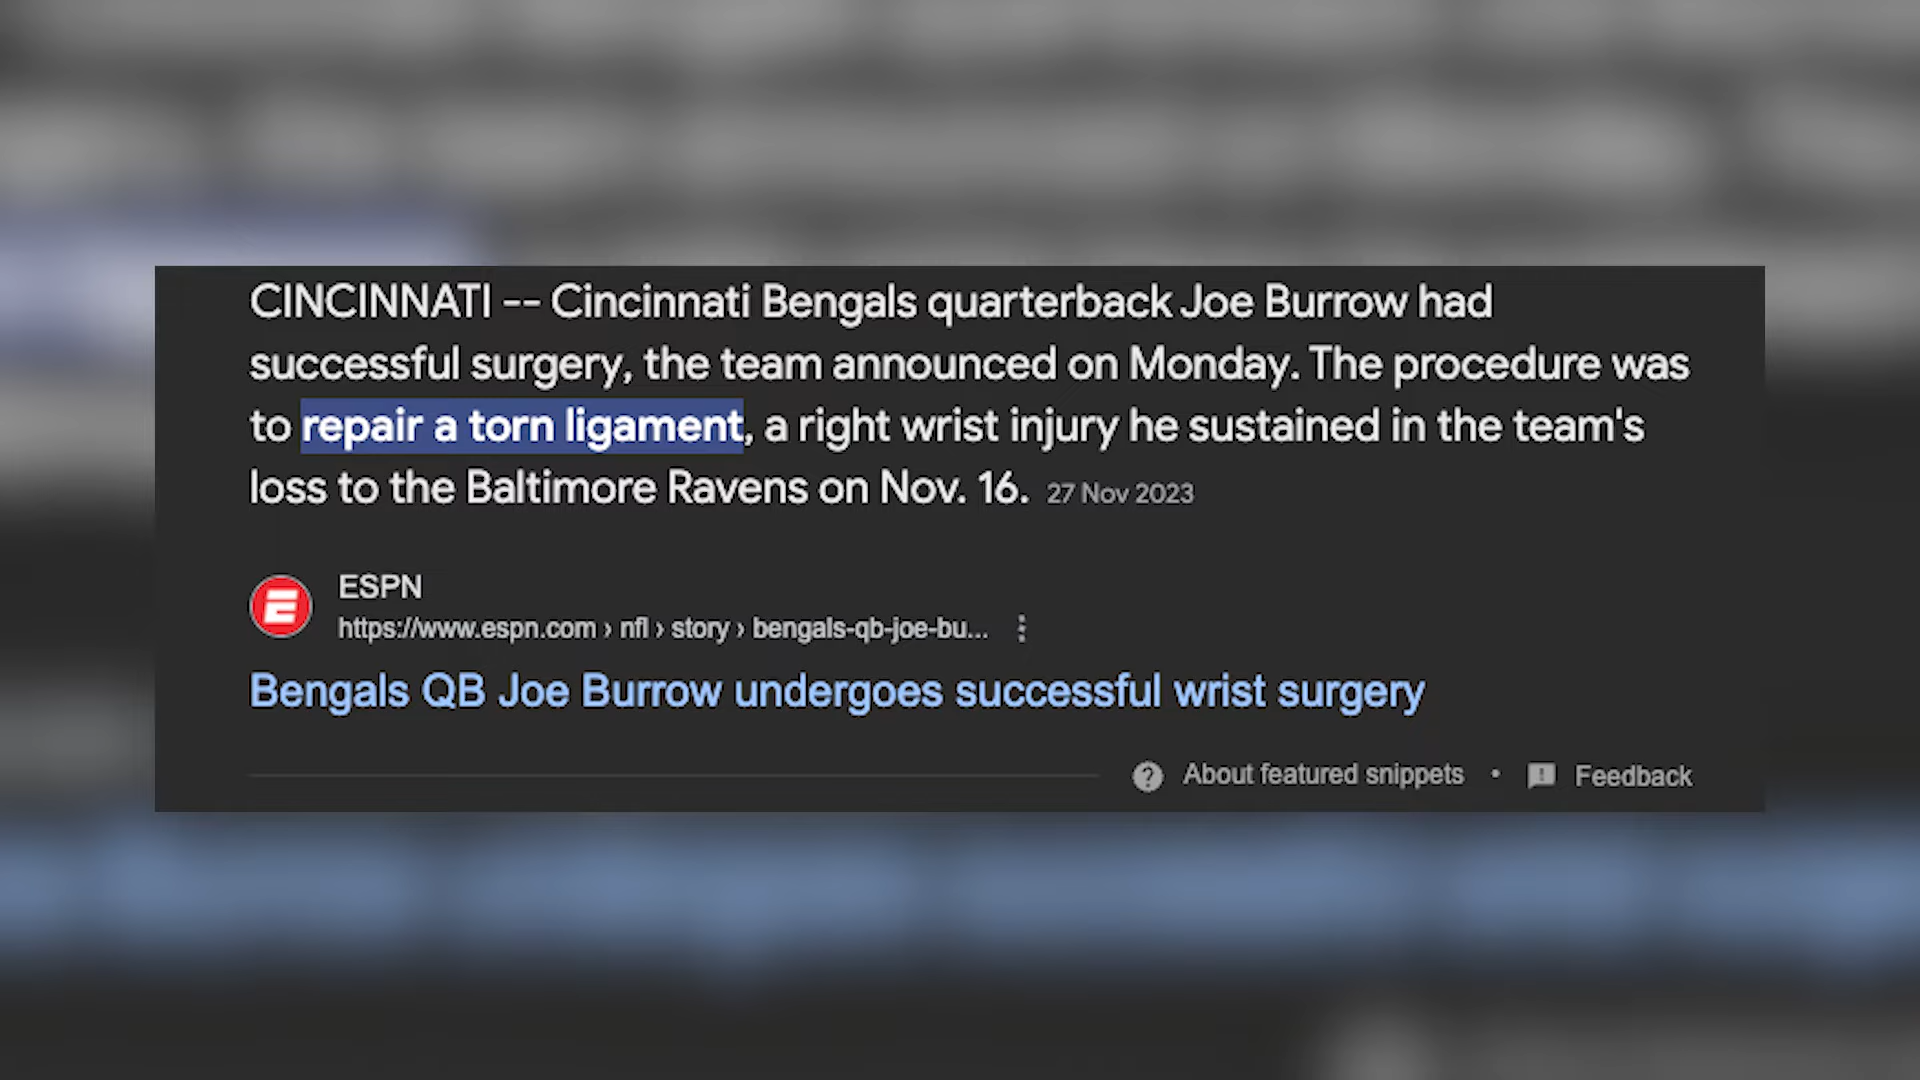 CINCINNATI -- Cincinnati Bengals quarterback Joe Burrow had
successful surgery, the team announced on Monday. The procedure was
to repair a torn ligament, a right wrist injury he sustained in the team's
loss to the Baltimore Ravens on Nov. 16. 27 Nov 2023
ESPN
https://www.espn.com › nfl › story › bengals-qb-joe-bu...
Bengals QB Joe Burrow undergoes successful wrist surgery
About featured snippets • Feedback